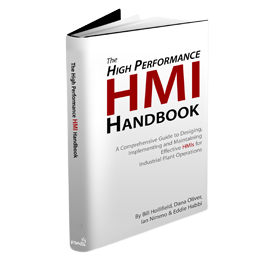 The High Performance HMI Handbook
The
HIGH PERFORMANCE
HMI
HANDBOOK
A Comprehensive Guide to Designing,
Implementing and Maintaining
Effective HMIs for
Industrial Plant Operations
By Bill Hollifield, Dana Oliver,
Ian Nimmo & Eddie Habibi